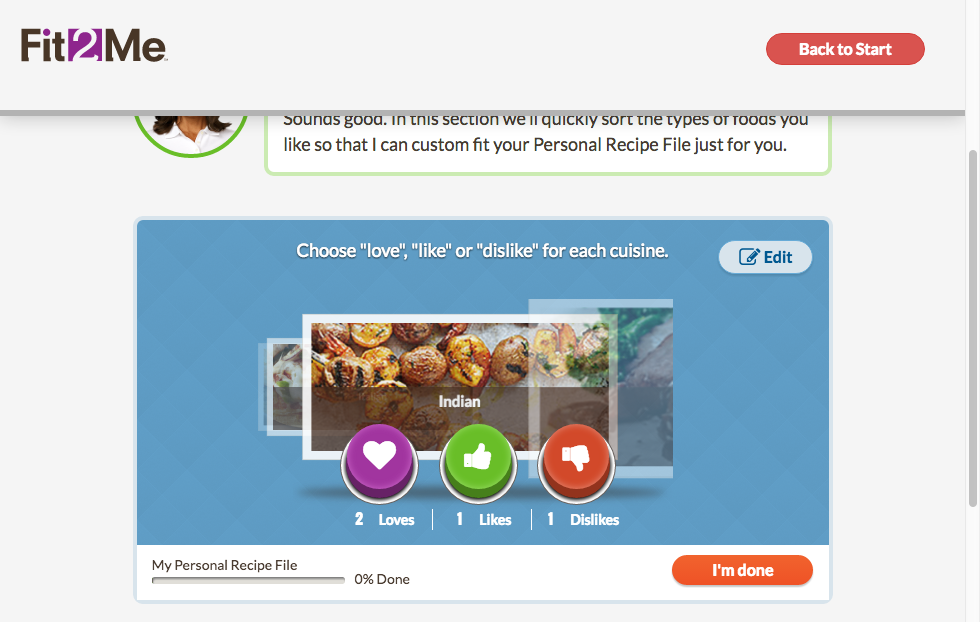 Fit2Me
Back to Start
Sounds good. In this section we'll quickly sort the types of foods you
like so that I can custom fit your Personal Recipe File just for you.
Choose "love", "like" or "dislike" for each cuisine.
Edit
Indian
2 Loves 1 Likes 1 Dislikes
My Personal Recipe File
0% Done
I'm done